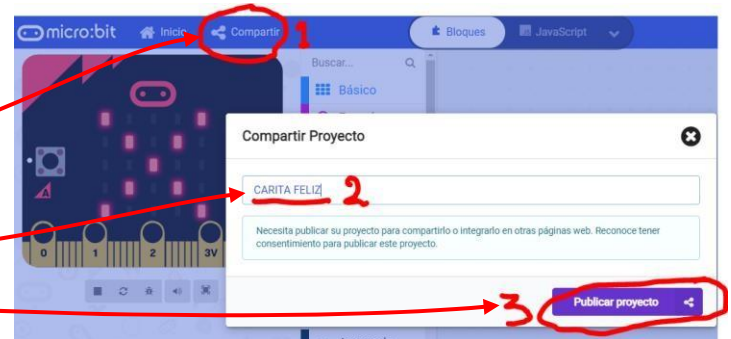 micro:bit Inicio Compartir 1 Bloques JavaScript
Buscar...
Básico
Compartir Proyecto
CARITA FELIZ 2
Necesita publicar su proyecto para compartirlo o integrarlo en otras páginas web. Reconoce tener
consentimiento para publicar este proyecto.
A
0 1 2 3V
3 Publicar proyecto